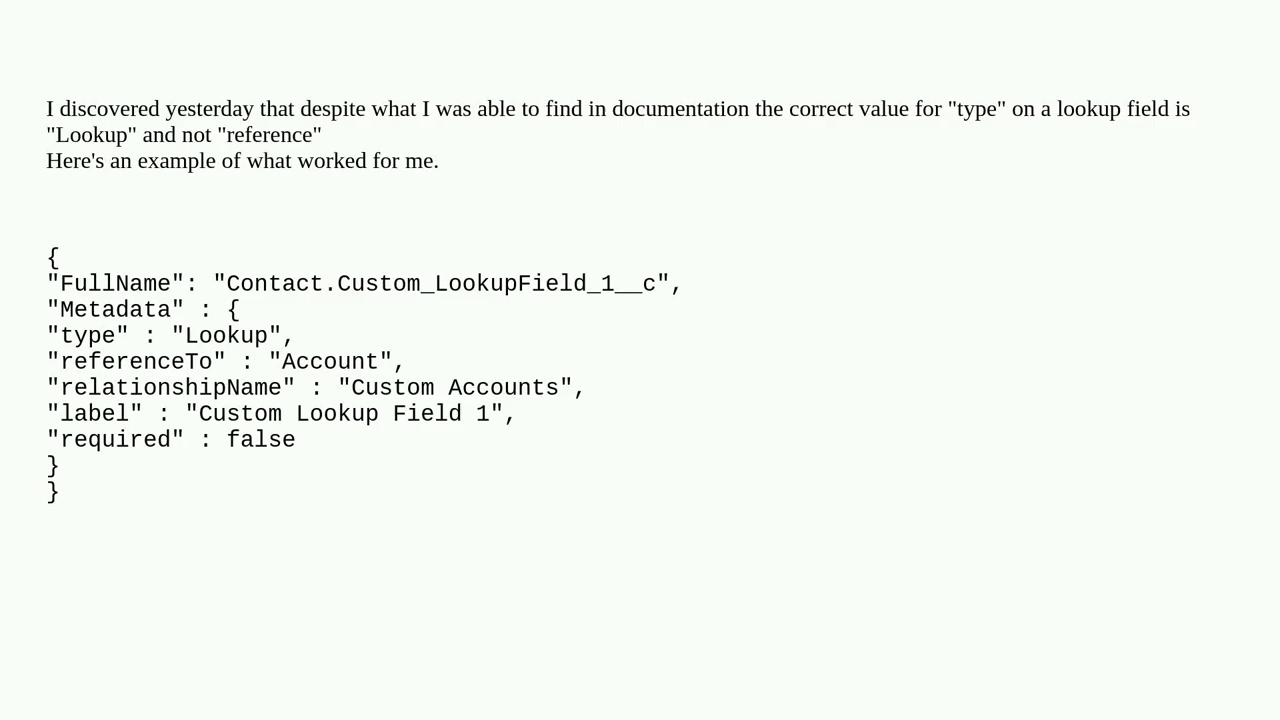 I discovered yesterday that despite what I was able to find in documentation the correct value for "type" on a lookup field is
"Lookup" and not "reference"
Here's an example of what worked for me.
{
"FullName": "Contact.Custom_LookupField_1__c",
"Metadata" : {
"type" : "Lookup",
"referenceTo" : "Account",
"relationshipName" : "Custom Accounts",
"label" : "Custom Lookup Field 1",
"required" : false
}
}